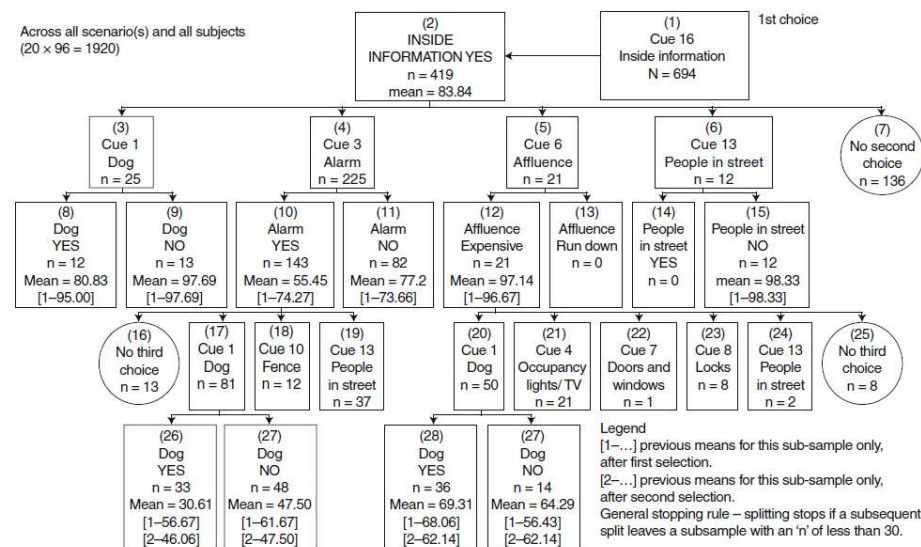 Across all scenario(s) and all subjects
(20 × 96 = 1920)
(2)
INSIDE
INFORMATION YES
n = 419
mean = 83.84
(1)
Cue 16
Inside information
N = 694
1st choice
(3)
Cue 1
Dog
n = 25
(4)
Cue 3
Alarm
n = 225
(5)
Cue 6
Affluence
n = 21
(6)
Cue 13
People in street
n = 12
(7)
No second
choice
n = 136
(8)
Dog
YES
n = 12
Mean = 80.83
[1–95.00]
(9)
Dog
NO
n = 13
Mean = 97.69
[1–97.69]
(10)
Alarm
YES
n = 143
Mean = 55.45
[1–74.27]
(11)
Alarm
NO
n = 82
Mean = 77.2
[1–73.66]
(12)
Affluence
Expensive
n = 21
Mean = 97.14
[1–96.67]
(13)
Affluence
Run down
n = 0
(14)
People
in street
YES
n = 0
(15)
People in street
NO
n = 12
mean = 98.33
[1–98.33]
(16)
No third
choice
n = 13
(17)
Cue 1
Dog
n = 81
(18)
Cue 10
Fence
n = 12
(19)
Cue 13
People
in street
n = 37
(20)
Cue 1
Dog
n = 50
(21)
Cue 4
Occupancy
lights/ TV
n = 21
(22)
Cue 7
Doors and
windows
n = 1
(23)
Cue 8
Locks
n = 8
(24)
Cue 13
People
in street
n = 2
(25)
No third
choice
n = 8
(26)
Dog
YES
n = 33
Mean = 30.61
[1–56.67]
[2–46.06]
(27)
Dog
NO
n = 48
Mean = 47.50
[1–61.67]
[2–47.50]
(28)
Dog
YES
n = 36
Mean = 69.31
[1–68.06]
[2–62.14]
(27)
Dog
NO
n = 14
Mean = 64.29
[1–56.43]
[2–62.14]
Legend
[1–...] previous means for this sub-sample only,
after first selection.
[2–...] previous means for this sub-sample only,
after second selection.
General stopping rule – splitting stops if a subsequent
split leaves a subsample with an ‘n’ of less than 30.